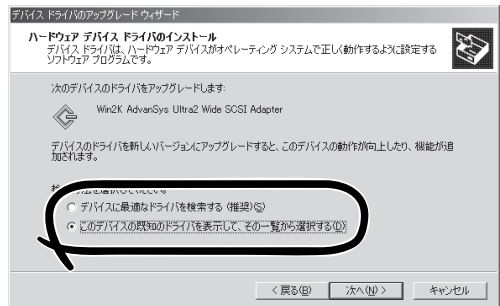 デバイス ドライバのアップグレード ウィザード
ハードウェア デバイス ドライバのインストール
デバイス ドライバは、ハードウェア デバイスがオペレーティング システムで正しく動作するように設定する
ソフトウェア プログラムです。
次のデバイスのドライバをアップグレードします:
Win2K AdvanSys Ultra2 Wide SCSI Adapter
デバイスのドライバを新しいバージョンにアップグレードすると、このデバイスの動作が向上したり、機能が追
加されます。
を選択してください。
デバイスに最適なドライバを検索する (推奨)(S)
このデバイスの既知のドライバを表示して、その一覧から選択する(D)
< 戻る(B)
次へ(N) >
キャンセル